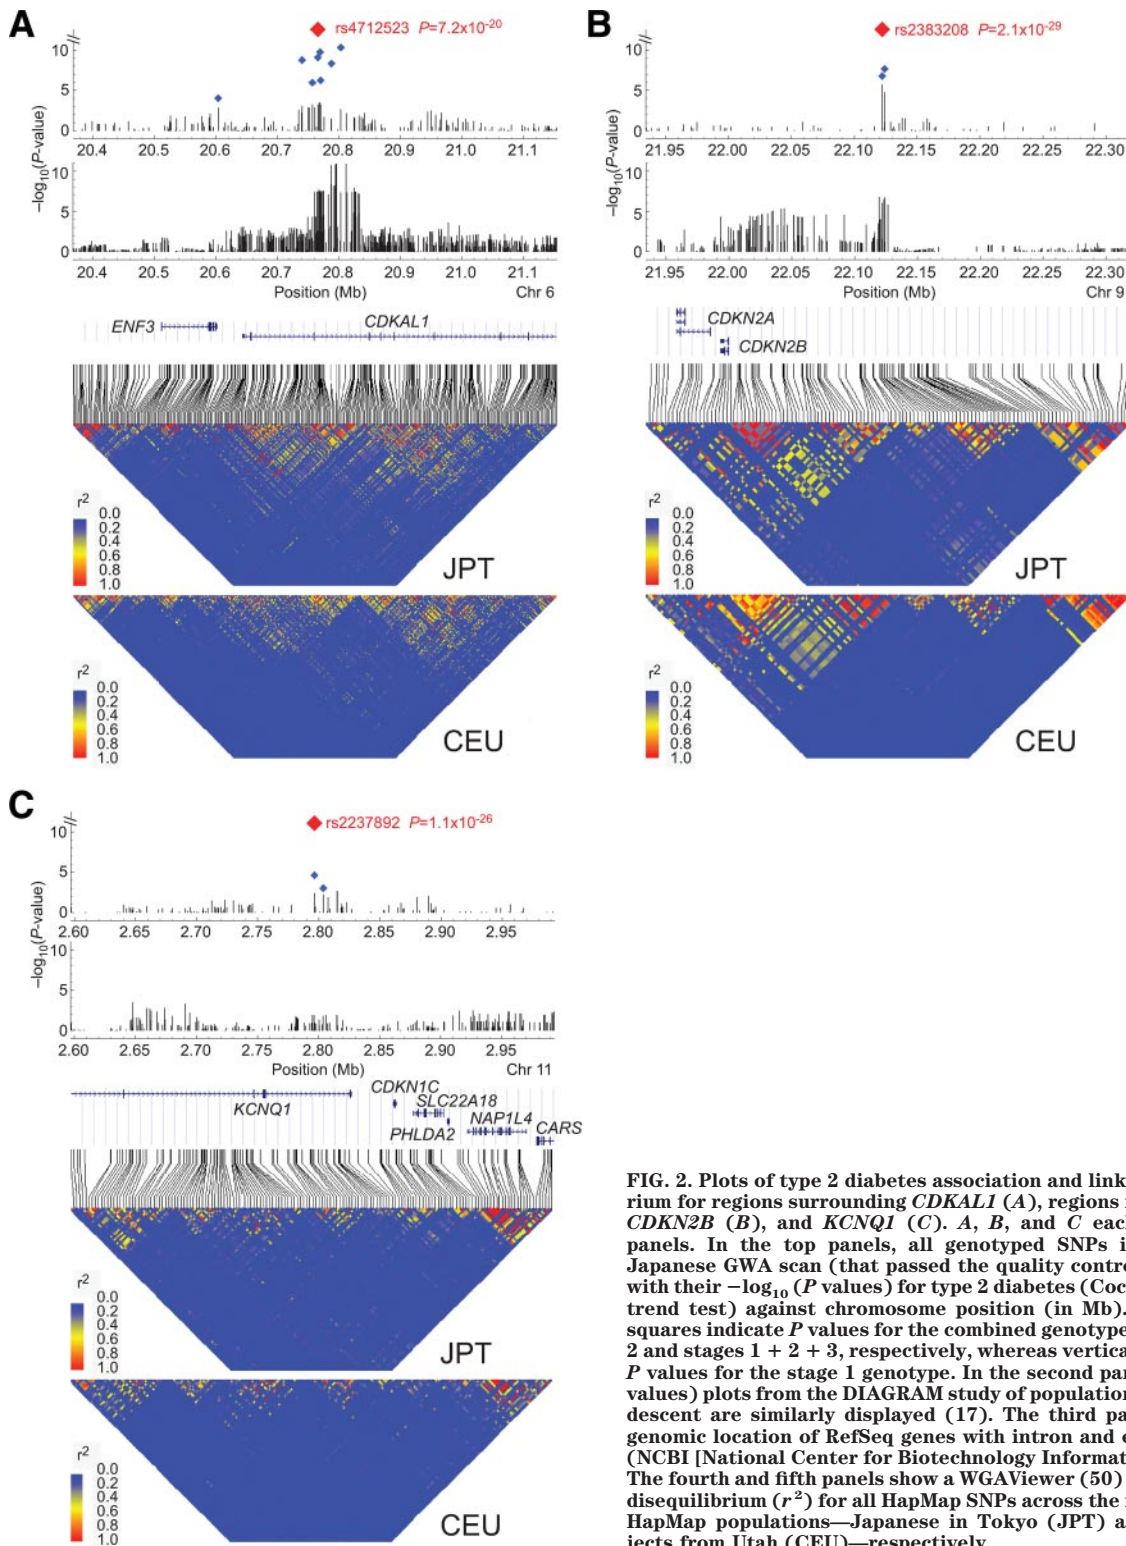 A
rs4712523 P=7.2x10-20
10
5
0
20.4 20.5 20.6 20.7 20.8 20.9 21.0 21.1
–log10(P-value)
10
5
0
20.4 20.5 20.6 20.7 20.8 20.9 21.0 21.1
Position (Mb) Chr 6
ENF3 CDKAL1
r2
0.0
0.2
0.4
0.6
0.8
1.0
JPT
r2
0.0
0.2
0.4
0.6
0.8
1.0
CEU
B
rs2383208 P=2.1x10-29
10
5
0
21.95 22.00 22.05 22.10 22.15 22.20 22.25 22.30
–log10(P-value)
10
5
0
21.95 22.00 22.05 22.10 22.15 22.20 22.25 22.30
Position (Mb) Chr 9
CDKN2A
CDKN2B
r2
0.0
0.2
0.4
0.6
0.8
1.0
JPT
r2
0.0
0.2
0.4
0.6
0.8
1.0
CEU
C
rs2237892 P=1.1x10-26
10
5
0
2.60 2.65 2.70 2.75 2.80 2.85 2.90 2.95
–log10(P-value)
10
5
0
2.60 2.65 2.70 2.75 2.80 2.85 2.90 2.95
Position (Mb) Chr 11
KCNQ1 CDKN1C SLC22A18 PHLDA2 NAP1L4 CARS
r2
0.0
0.2
0.4
0.6
0.8
1.0
JPT
r2
0.0
0.2
0.4
0.6
0.8
1.0
CEU
FIG. 2. Plots of type 2 diabetes association and link
rium for regions surrounding CDKAL1 (A), regions
CDKN2B (B), and KCNQ1 (C). A, B, and C eac
panels. In the top panels, all genotyped SNPs i
Japanese GWA scan (that passed the quality contro
with their –log10 (P values) for type 2 diabetes (Coc
trend test) against chromosome position (in Mb).
squares indicate P values for the combined genotype
2 and stages 1 + 2 + 3, respectively, whereas vertica
P values for the stage 1 genotype. In the second par
values) plots from the DIAGRAM study of population
descent are similarly displayed (17). The third pa
genomic location of RefSeq genes with intron and e
(NCBI [National Center for Biotechnology Informat
The fourth and fifth panels show a WGAViewer (50)
disequilibrium (r2) for all HapMap SNPs across the
HapMap populations—Japanese in Tokyo (JPT) a
jects from Utah (CEU)—respectively